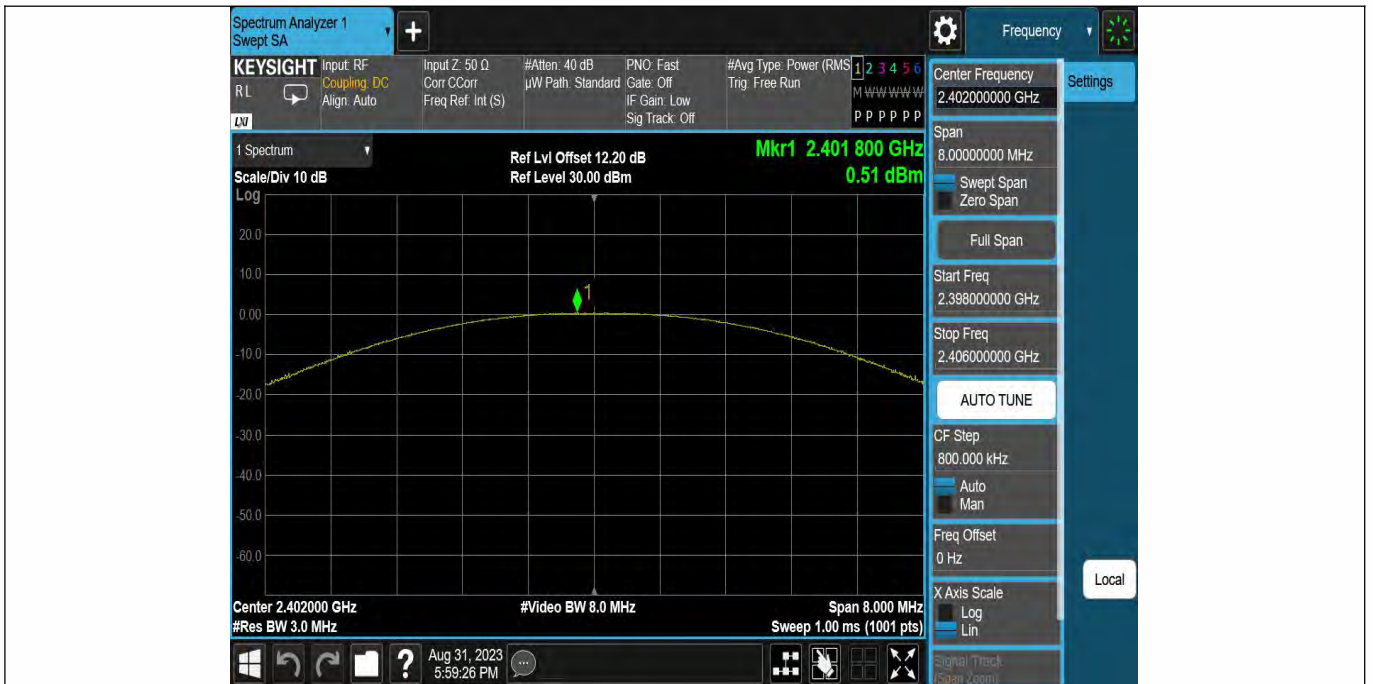 Spectrum Analyzer 1
Swept SA
+
Frequency
KEYSIGHT
Input: RF
Input Z: 50 Ω
#Atten: 40 dB
PNO: Fast
#Avg Type: Power (RMS
1 2 3 4 5 6
R L
Coupling: DC
Corr CCorr
µW Path: Standard
Gate: Off
Trig: Free Run
M W W W W W
Align: Auto
Freq Ref: Int (S)
IF Gain: Low
LXI
Sig Track: Off
P P P P P P
1 Spectrum
Ref Lvl Offset 12.20 dB
Mkr1 2.401 800 GHz
Scale/Div 10 dB
Ref Level 30.00 dBm
0.51 dBm
Log
20.0
10.0
1
0.00
-10.0
-20.0
-30.0
-40.0
-50.0
-60.0
Center 2.402000 GHz
#Video BW 8.0 MHz
Span 8.000 MHz
#Res BW 3.0 MHz
Sweep 1.00 ms (1001 pts)
?
Aug 31, 2023
5:59:26 PM
Center Frequency
2.402000000 GHz
Settings
Span
8.00000000 MHz
Swept Span
Zero Span
Full Span
Start Freq
2.398000000 GHz
Stop Freq
2.406000000 GHz
AUTO TUNE
CF Step
800.000 kHz
Auto
Man
Freq Offset
0 Hz
Local
X Axis Scale
Log
Lin
Signal Track
(Span Zoom)